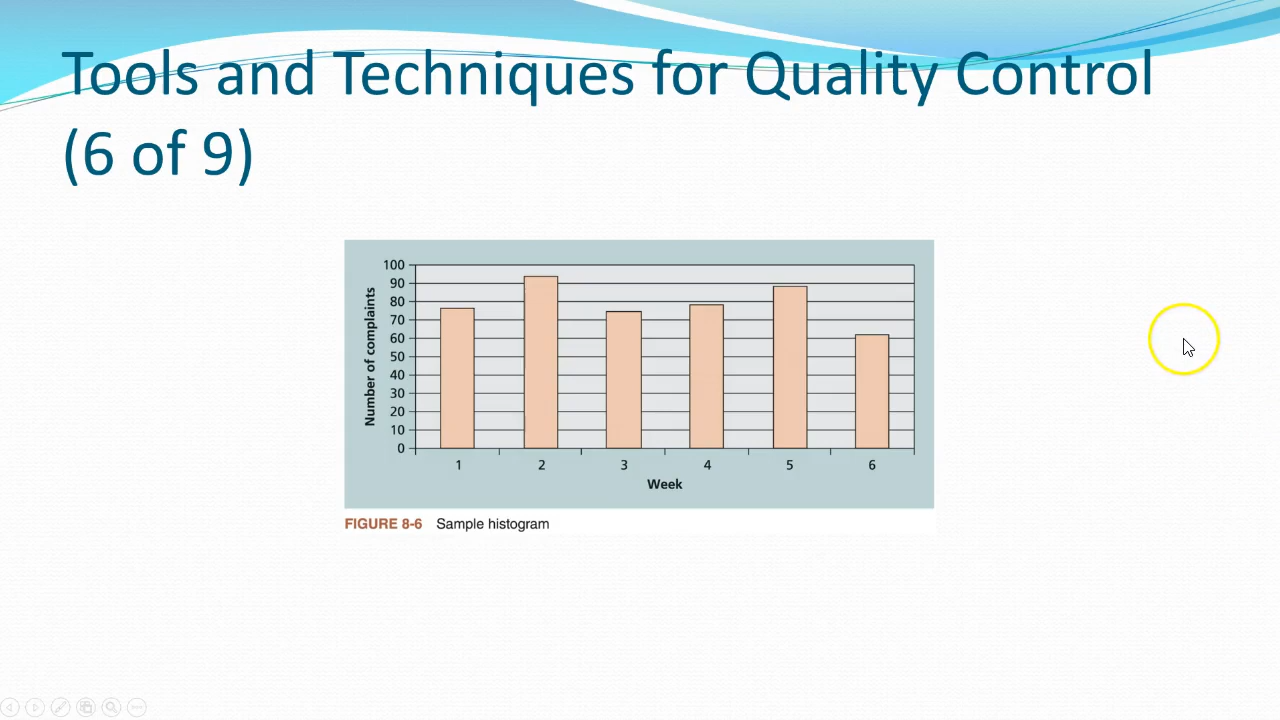 Tools and Techniques for Quality Control
(6 of 9)
100
90
80
70
60
50
40
30
20
10
0
Number of complaints
1 2 3 4 5 6
Week
FIGURE 8-6 Sample histogram